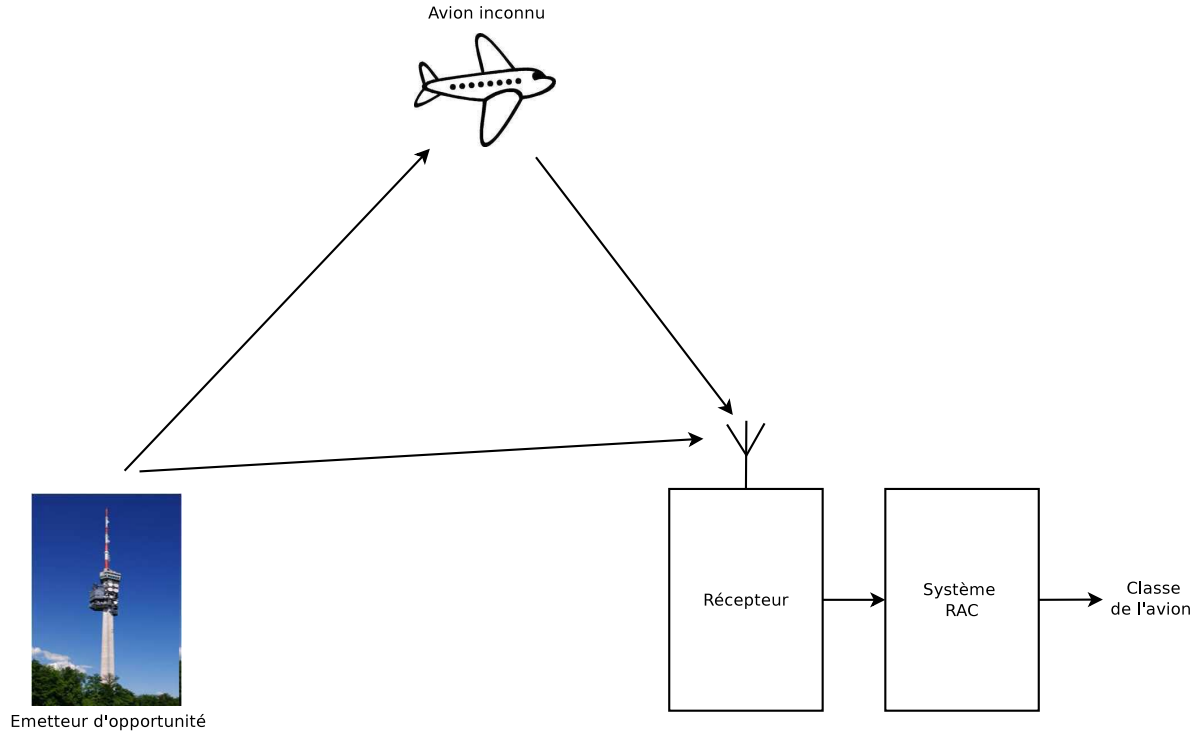 Avion inconnu
Récepteur
Système
RAC
Classe
de l'avion
Emetteur d'opportunité